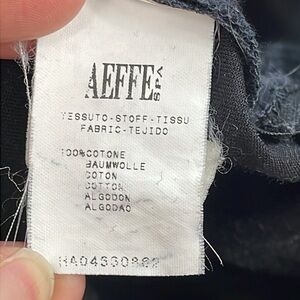 AEFFE SPA
TESSUTO-STOFF-TISSU
FABRIC-TEJIDO
100%COTONE
BAUMWOLLE
COTON
COTTON
ALGODON
ALGODAO